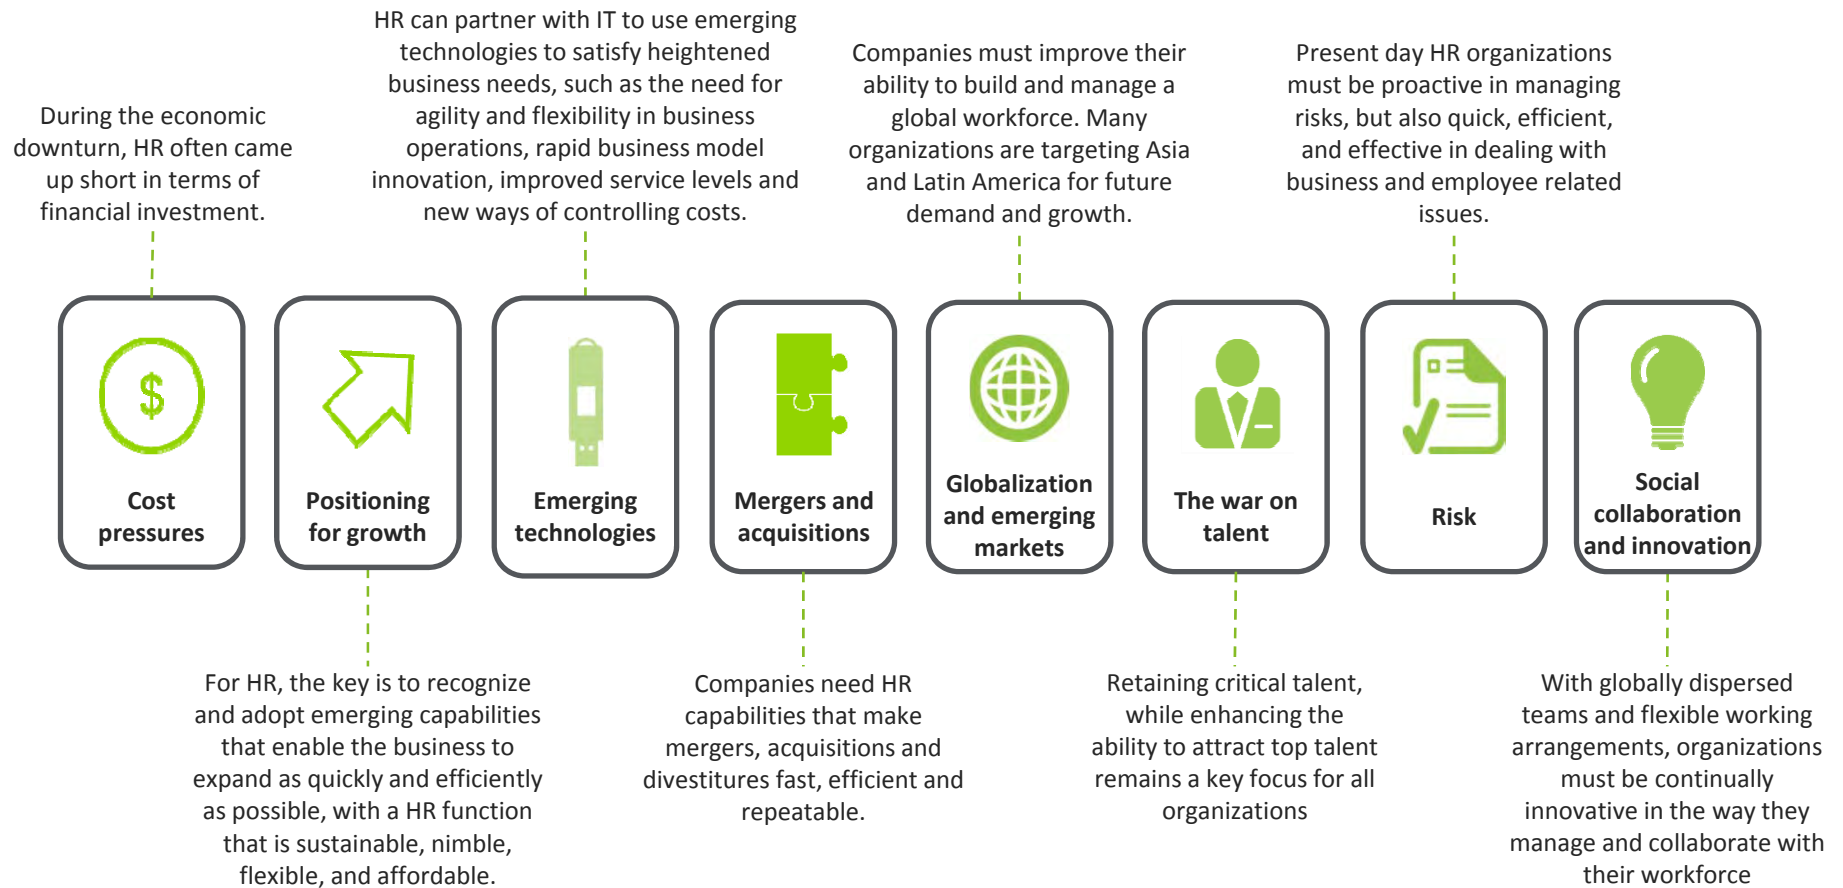 During the economic
downturn, HR often came
up short in terms of
financial investment.
HR can partner with IT to use emerging
technologies to satisfy heightened
business needs, such as the need for
agility and flexibility in business
operations, rapid business model
innovation, improved service levels and
new ways of controlling costs.
Companies must improve their
ability to build and manage a
global workforce. Many
organizations are targeting Asia
and Latin America for future
demand and growth.
Present day HR organizations
must be proactive in managing
risks, but also quick, efficient,
and effective in dealing with
business and employee related
issues.
$
Cost
pressures
Positioning
for growth
Emerging
technologies
Mergers and
acquisitions
Globalization
and emerging
markets
The war on
talent
Risk
Social
collaboration
and innovation
For HR, the key is to recognize
and adopt emerging capabilities
that enable the business to
expand as quickly and efficiently
as possible, with a HR function
that is sustainable, nimble,
flexible, and affordable.
Companies need HR
capabilities that make
mergers, acquisitions and
divestitures fast, efficient and
repeatable.
Retaining critical talent,
while enhancing the
ability to attract top talent
remains a key focus for all
organizations
With globally dispersed
teams and flexible working
arrangements, organizations
must be continually
innovative in the way they
manage and collaborate with
their workforce